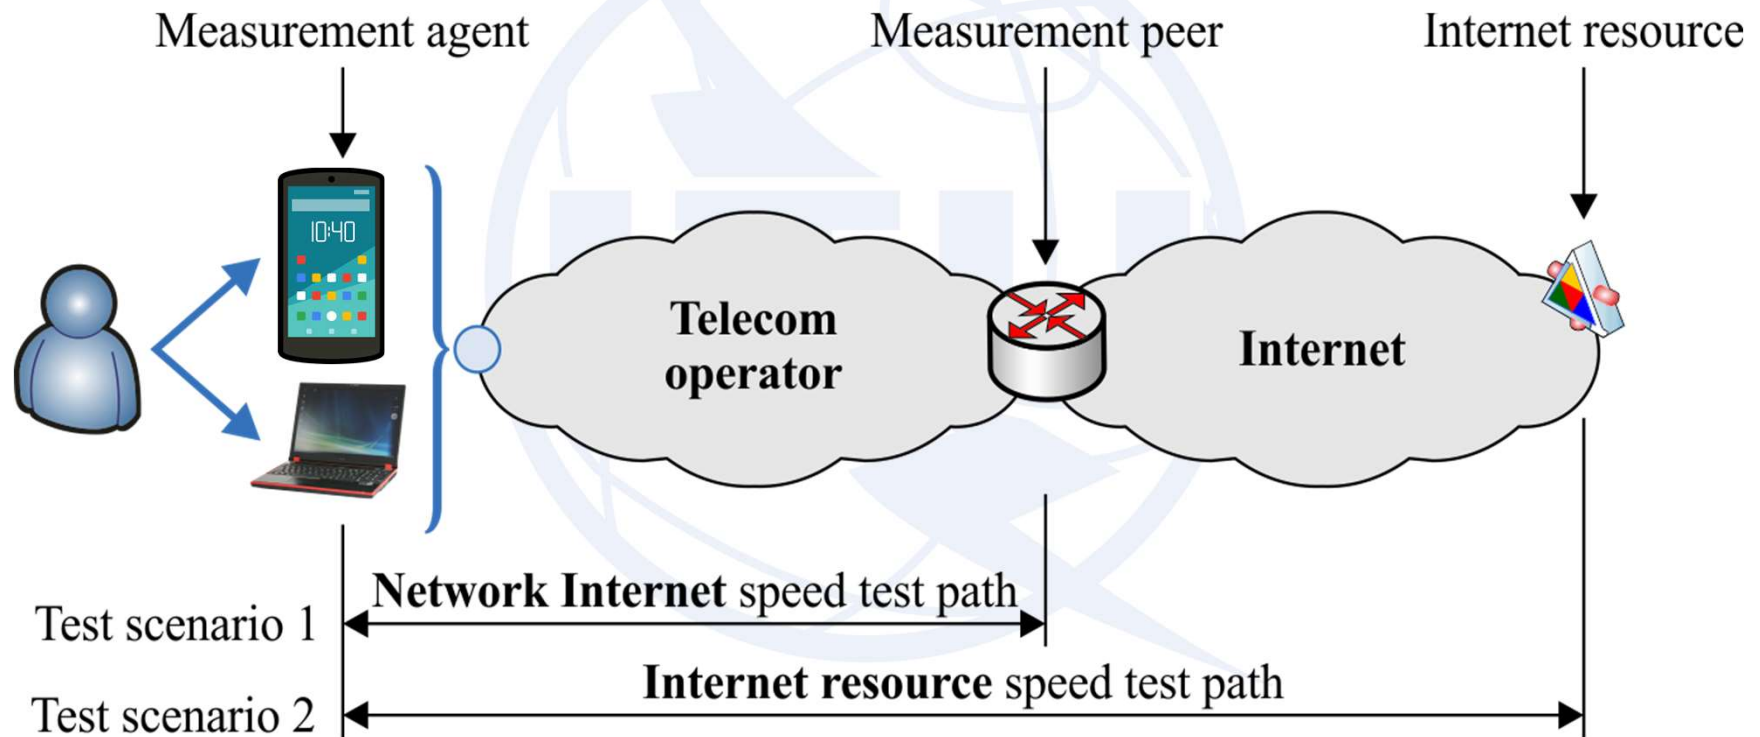 Measurement agent
Measurement peer
Internet resource
10:40
Telecom
operator
Internet
Network Internet speed test path
Test scenario 1
Internet resource speed test path
Test scenario 2
ITU